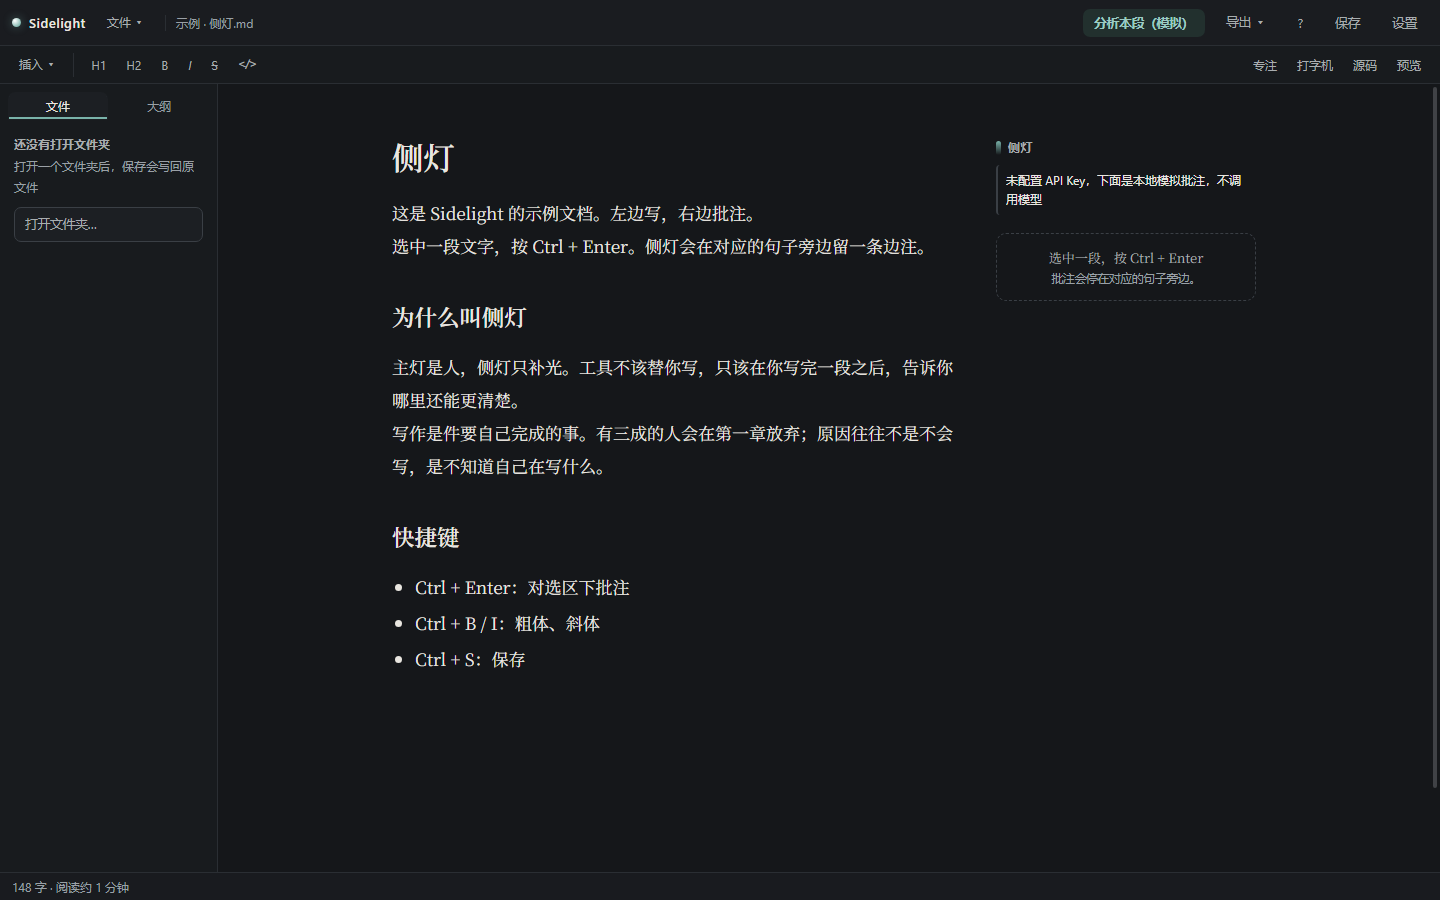 Sidelight 文件 示例 · 侧灯.md 分析本段（模拟） 导出 ? 保存 设置
插入 H1 H2 B I S </> 专注 打字机 源码 预览
文件 大纲
还没有打开文件夹
打开一个文件夹后，保存会写回原
文件
打开文件夹...
侧灯
这是 Sidelight 的示例文档。左边写，右边批注。
选中一段文字，按 Ctrl + Enter。侧灯会在对应的句子旁边留一条边注。
为什么叫侧灯
主灯是人，侧灯只补光。工具不该替你写，只该在你写完一段之后，告诉你
哪里还能更清楚。
写作是件要自己完成的事。有三成的人会在第一章放弃；原因往往不是不会
写，是不知道自己在写什么。
快捷键
• Ctrl + Enter：对选区下批注
• Ctrl + B / I：粗体、斜体
• Ctrl + S：保存
侧灯
未配置 API Key，下面是本地模拟批注，不调
用模型
选中一段，按 Ctrl + Enter
批注会停在对应的句子旁边。
148 字 · 阅读约 1 分钟